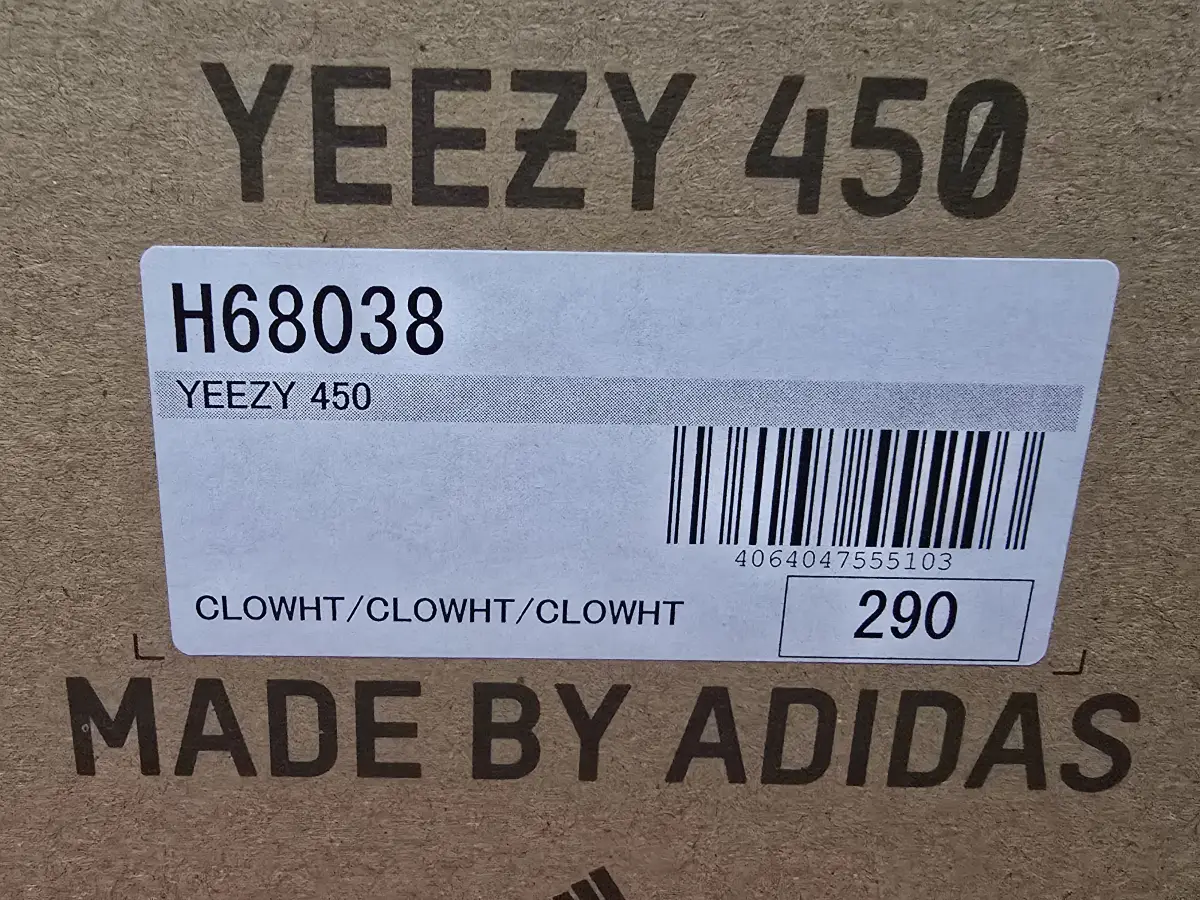 YEEZY 450
H68038
YEEZY 450
4064047555103
CLOWHT/CLOWHT/CLOWHT
290
MADE BY ADIDAS